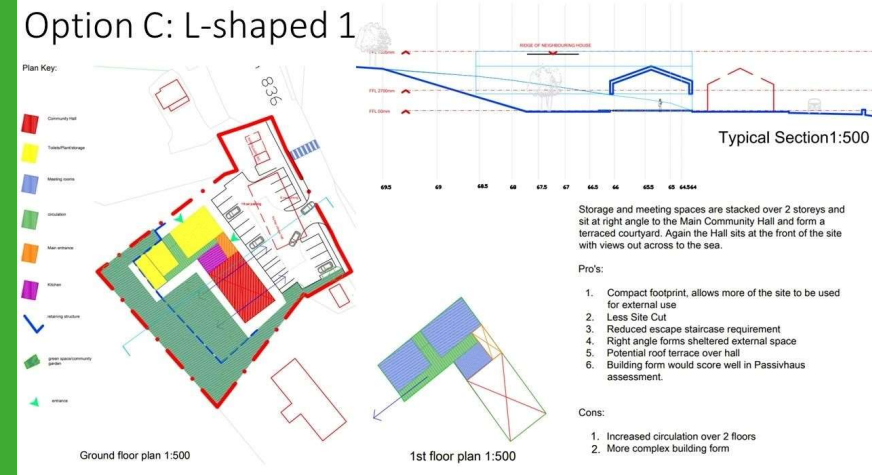 Option C: L-shaped 1
Plan Key:
Community Hall
Toilets/Plant/storage
Meeting rooms
circulation
Main entrance
Kitchen
retaining structure
green space/community
garden
entrance
836
Ground floor plan 1:500
1st floor plan 1:500
RIDGE OF NEIGHBOURING HOUSE
FFL 2700mm
FFL 00mm
Typical Section1:500
69.5 69 68.5 68 67.5 67 66.5 66 65.5 65 64.564
Storage and meeting spaces are stacked over 2 storeys and
sit at right angle to the Main Community Hall and form a
terraced courtyard. Again the Hall sits at the front of the site
with views out across to the sea.
Pro's:
1. Compact footprint, allows more of the site to be used
for external use
2. Less Site Cut
3. Reduced escape staircase requirement
4. Right angle forms sheltered external space
5. Potential roof terrace over hall
6. Building form would score well in Passivhaus
assessment.
Cons:
1. Increased circulation over 2 floors
2. More complex building form